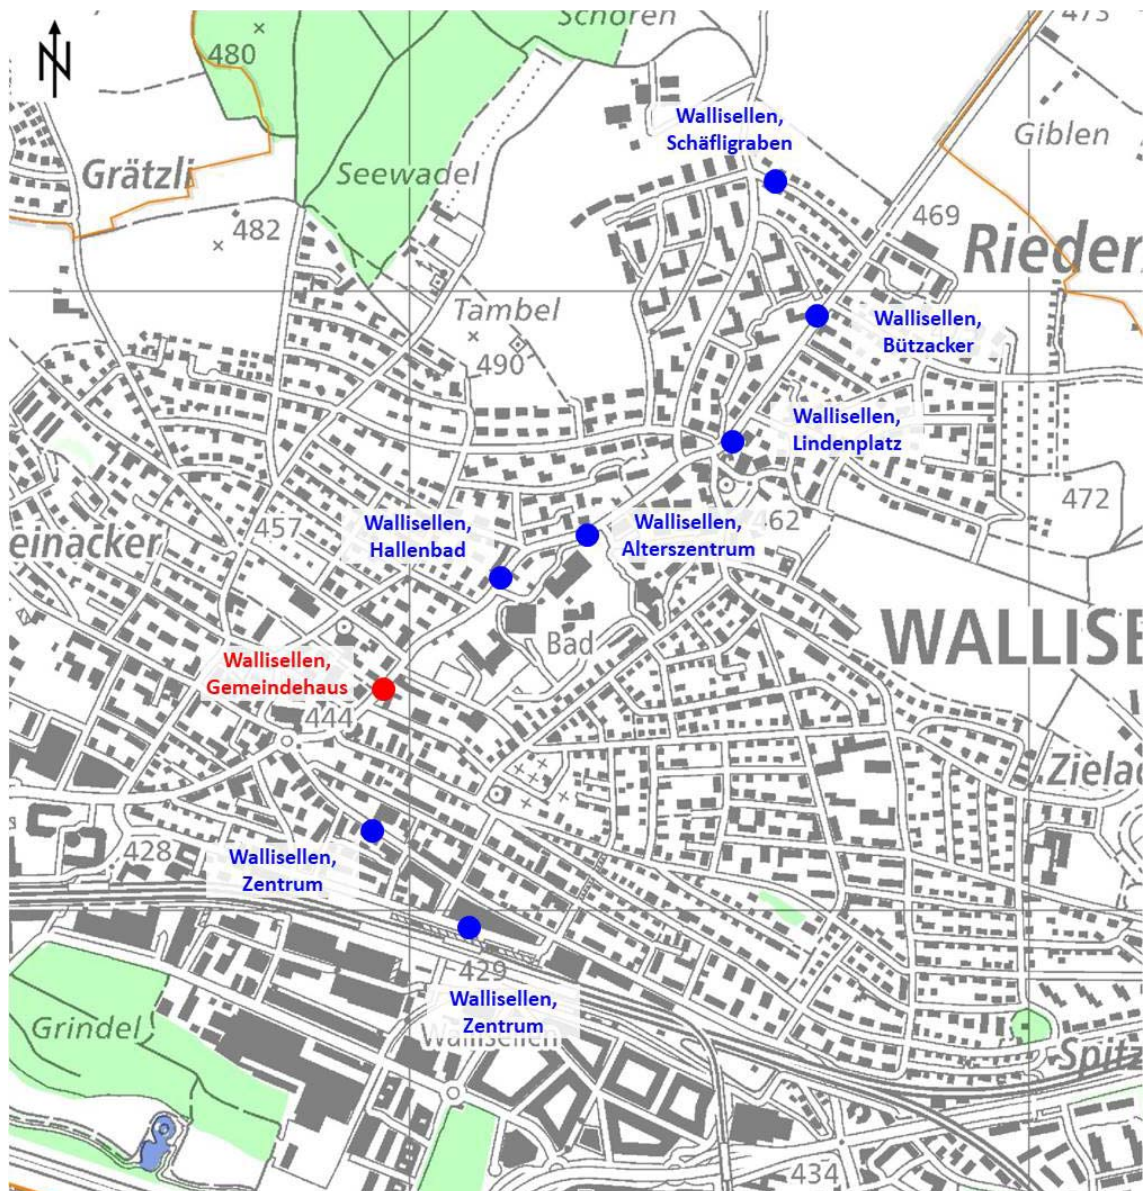 N
Schoren
473
480
Wallisellen,
Schäfligraben
Giblen
Grätzli
Seewadel
469
482
Rieder
Tambel
490
Wallisellen,
Bützacker
Wallisellen,
Lindenplatz
472
457
Wallisellen,
Hallenbad
Wallisellen,
Alterszentrum
462
einacker
Bad
WALLISE
Wallisellen,
Gemeindehaus
444
Ziela
428
Wallisellen,
Zentrum
429
Wallisellen,
Zentrum
Wallisellen
Grindel
Spitz
434